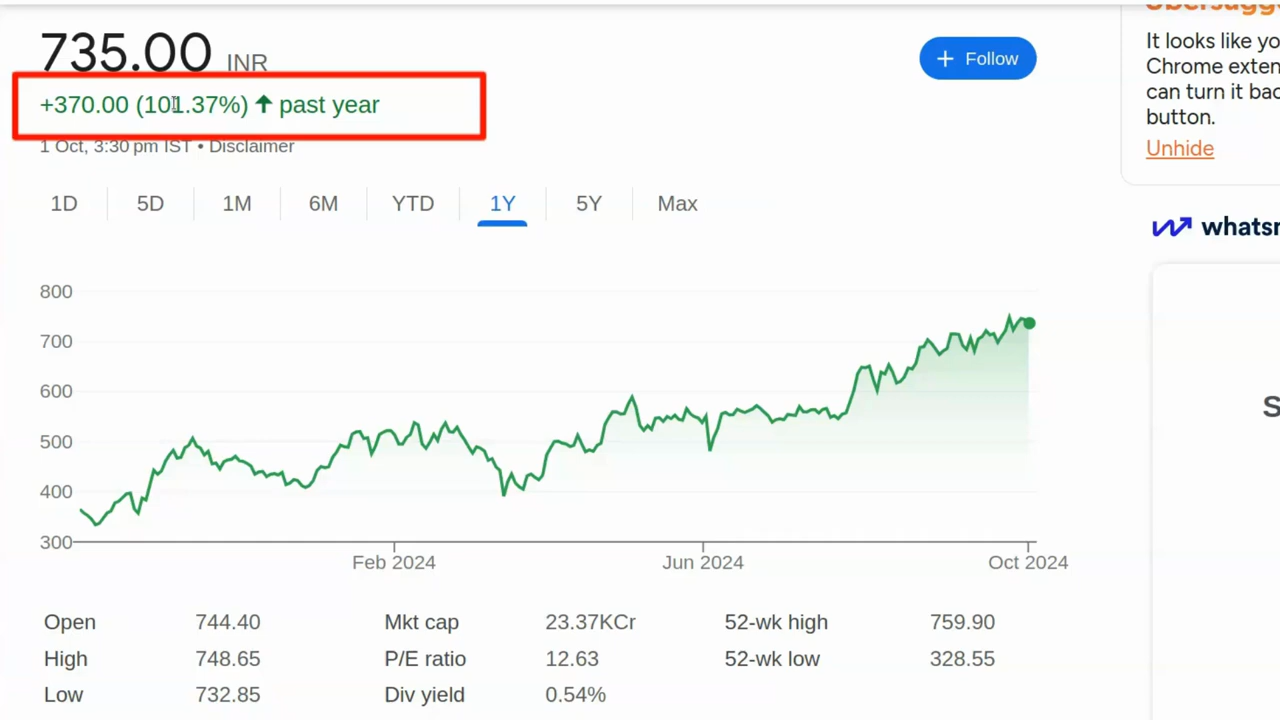 735.00 INR
+ Follow
+370.00 (101.37%) ↑ past year
1 Oct, 3:30 pm IST • Disclaimer
1D 5D 1M 6M YTD 1Y 5Y Max
800
700
600
500
400
300
Feb 2024 Jun 2024 Oct 2024
Open 744.40 Mkt cap 23.37KCr 52-wk high 759.90
High 748.65 P/E ratio 12.63 52-wk low 328.55
Low 732.85 Div yield 0.54%
It looks like yo
Chrome exten
can turn it bac
button.
Unhide
whatsr
S